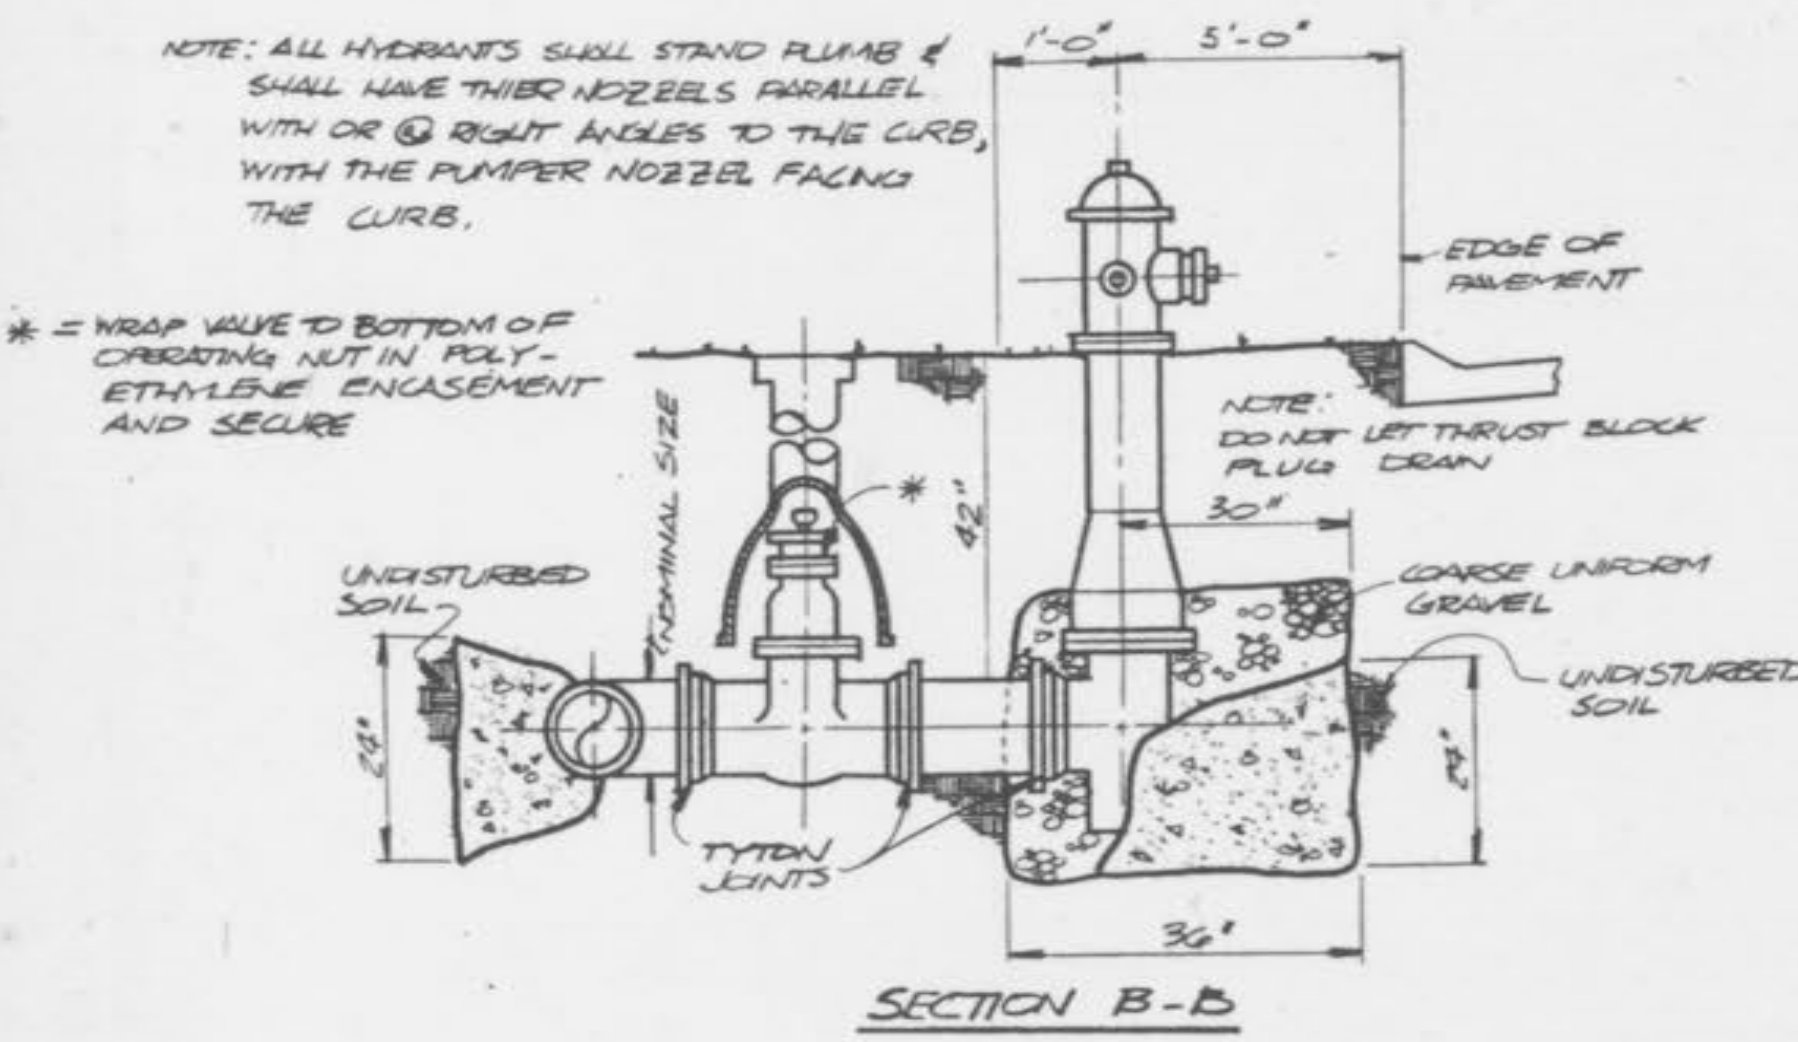 NOTE: ALL HYDRANTS SHALL STAND PLUMB &
SHALL HAVE THIER NOZZELS PARALLEL
WITH OR @ RIGHT ANGLES TO THE CURB,
WITH THE PUMPER NOZZEL FACING
THE CURB.
1'-0"
5'-0"
EDGE OF
PAVEMENT
* = WRAP VALVE TO BOTTOM OF
OPERATING NUT IN POLY-
ETHYLENE ENCASEMENT
AND SECURE
NOMINAL SIZE
*
42"
NOTE:
DO NOT LET THRUST BLOCK
PLUG DRAIN
30"
UNDISTURBED
SOIL
COARSE UNIFORM
GRAVEL
UNDISTURBED
SOIL
24"
24"
TYTON
JOINTS
36"
SECTION B-B